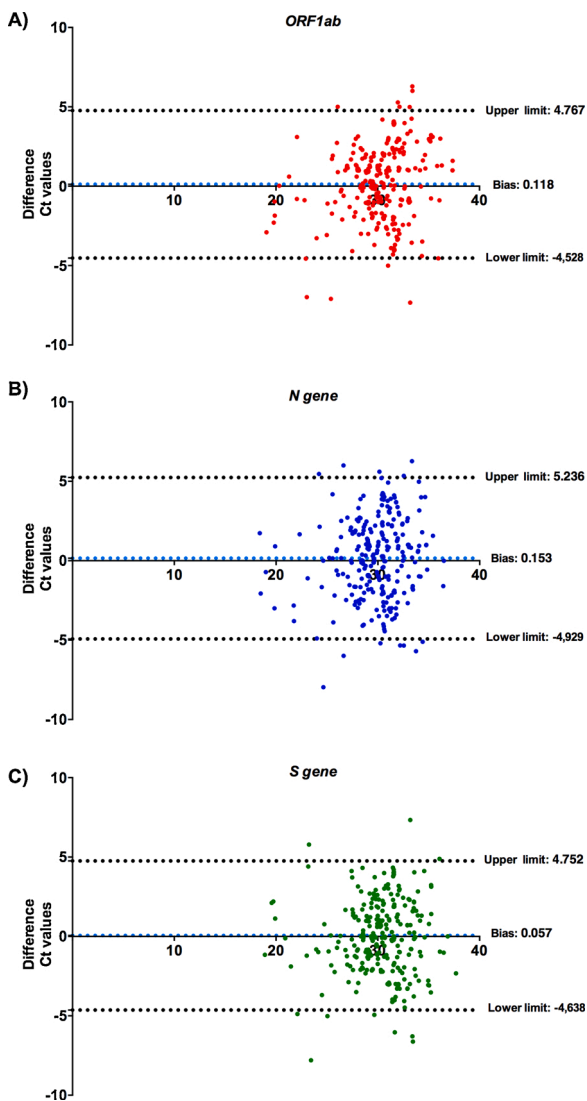 A)
ORF1ab
10
5
0
-5
-10
10
20
30
40
Difference
Ct values
Upper limit: 4.767
Bias: 0.118
Lower limit: -4,528
B)
N gene
10
5
0
-5
-10
10
20
30
40
Difference
Ct values
Upper limit: 5.236
Bias: 0.153
Lower limit: -4,929
C)
S gene
10
5
0
-5
-10
10
20
30
40
Difference
Ct values
Upper limit: 4.752
Bias: 0.057
Lower limit: -4,638